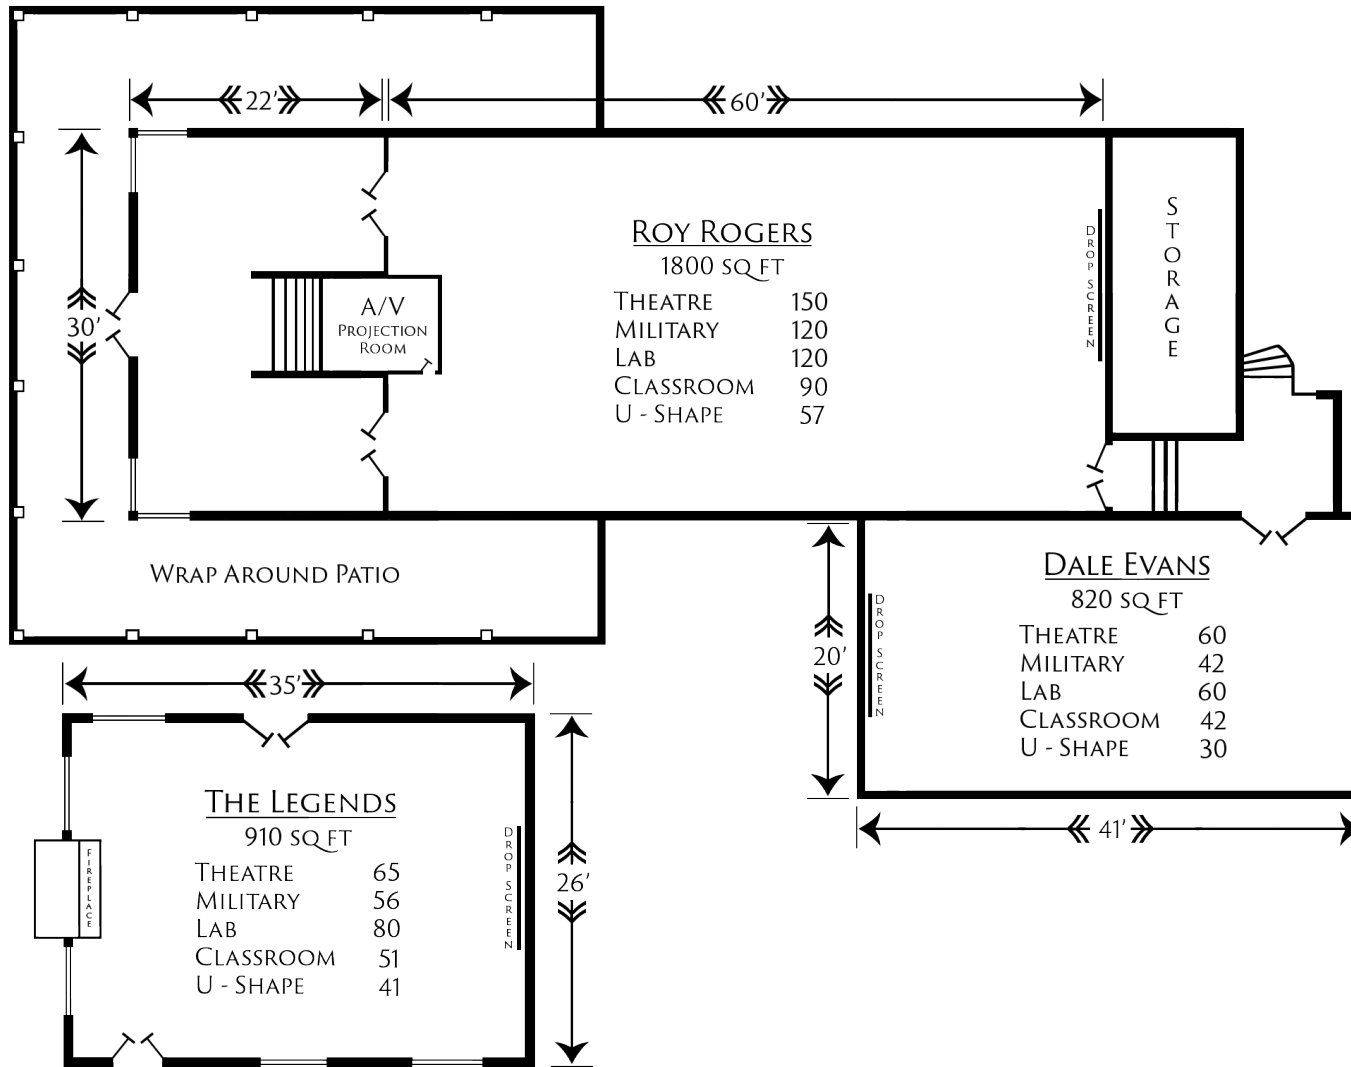 22'
60'
30'
ROY ROGERS
1800 SQ FT
THEATRE 150
MILITARY 120
LAB 120
CLASSROOM 90
U - SHAPE 57
A/V
PROJECTION
ROOM
DROP SCREEN
STORAGE
WRAP AROUND PATIO
DALE EVANS
820 SQ FT
THEATRE 60
MILITARY 42
LAB 60
CLASSROOM 42
U - SHAPE 30
DROP SCREEN
20'
41'
35'
THE LEGENDS
910 SQ FT
THEATRE 65
MILITARY 56
LAB 80
CLASSROOM 51
U - SHAPE 41
FIREPLACE
DROP SCREEN
26'